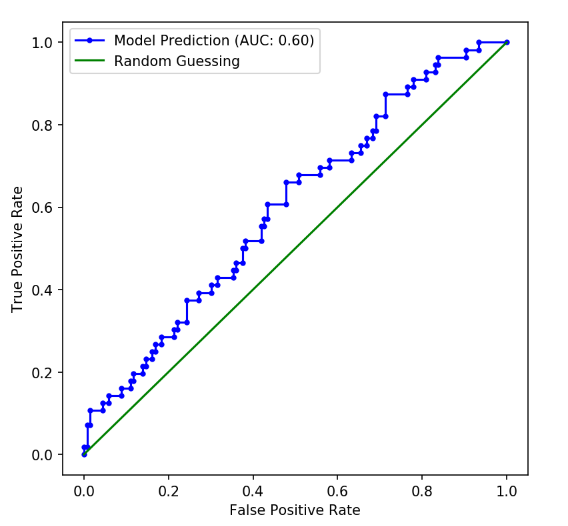 Model Prediction (AUC: 0.60)
Random Guessing
1.0
0.8
0.6
0.4
0.2
0.0
True Positive Rate
0.0 0.2 0.4 0.6 0.8 1.0
False Positive Rate